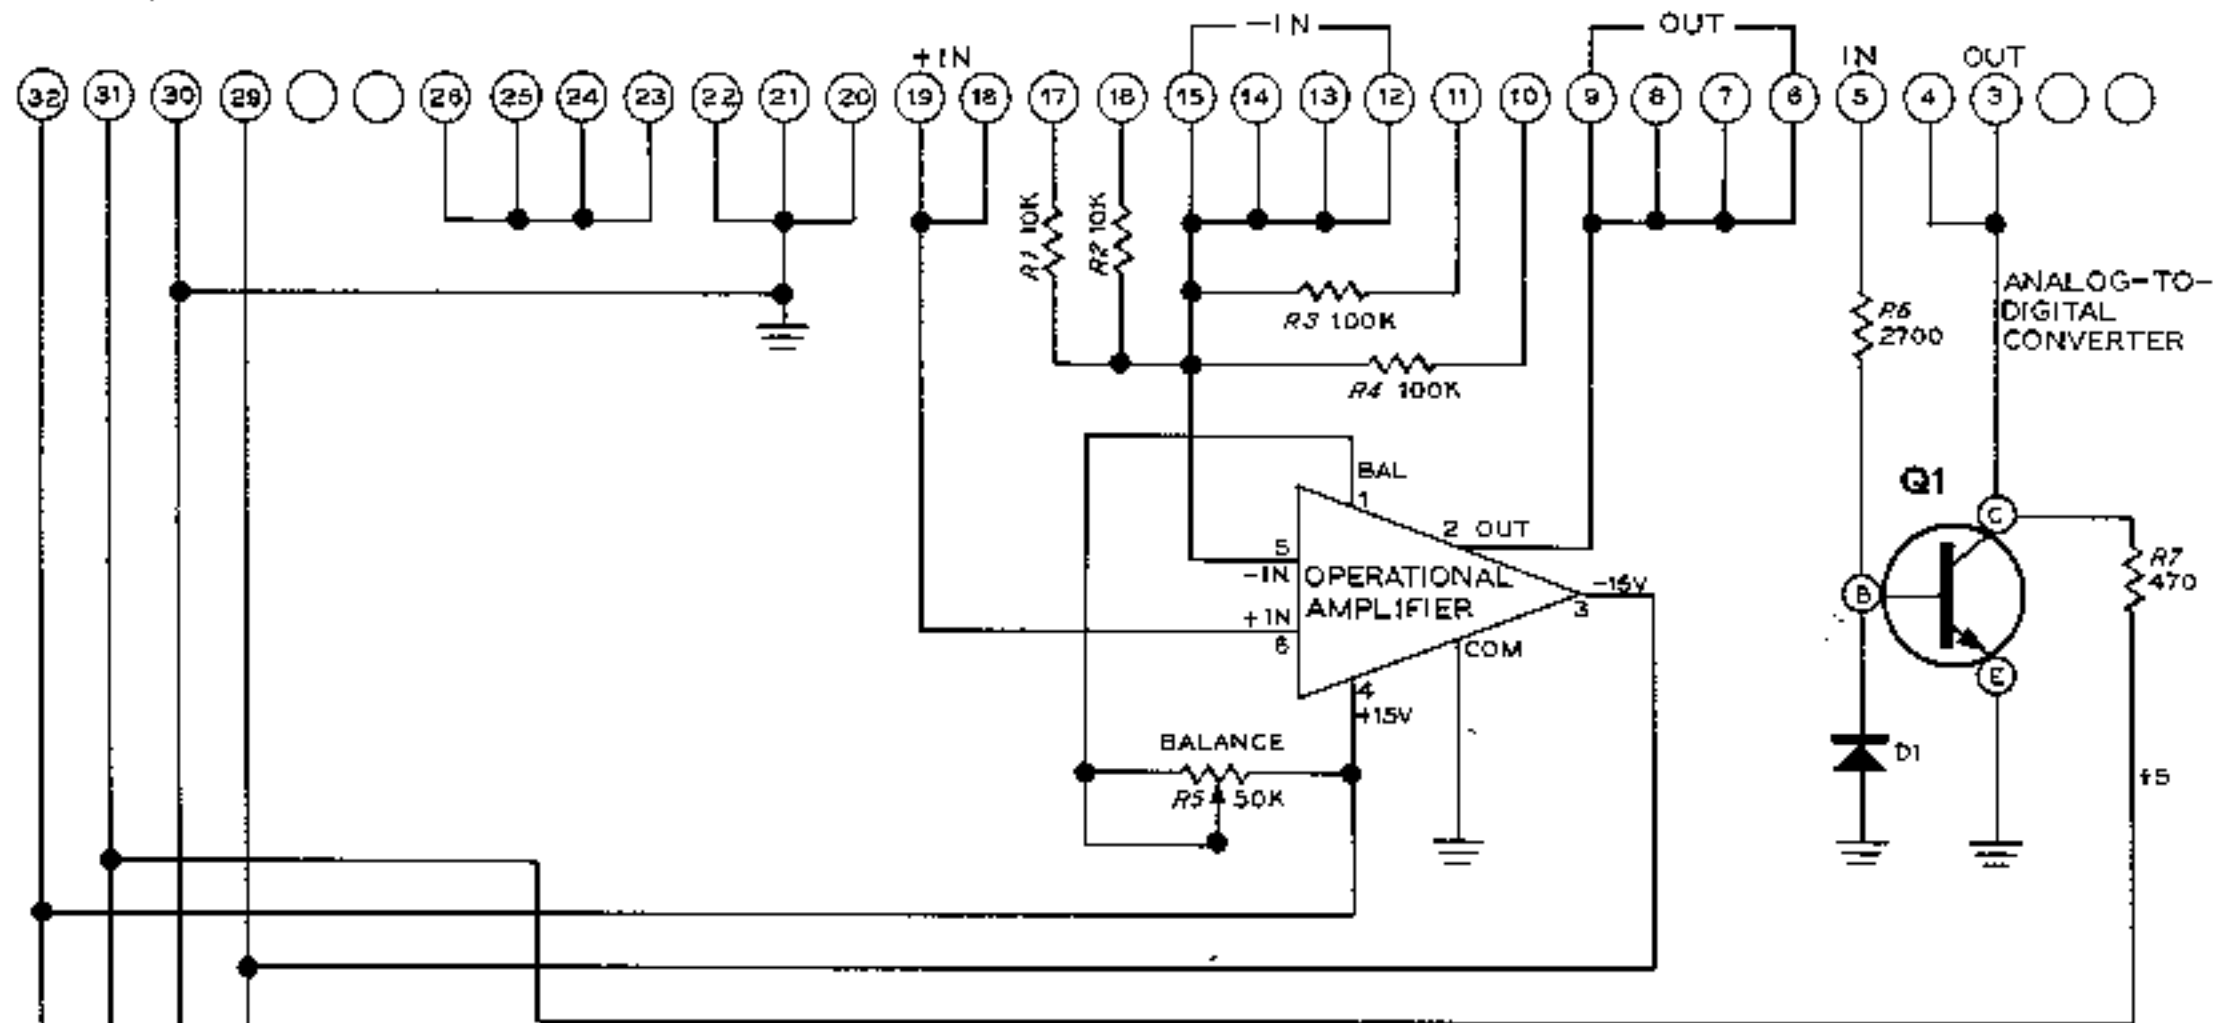 -IN
OUT
+IN
IN
OUT
32 31 30 29 26 25 24 23 22 21 20 19 18 17 16 15 14 13 12 11 10 9 8 7 6 5 4 3
R1 10K
R2 10K
R3 100K
R4 100K
R6
2700
ANALOG-TO-
DIGITAL
CONVERTER
BAL
1
2 OUT
Q1
C
5
-IN
OPERATIONAL
AMPLIFIER
-15V
3
B
R7
470
+IN
6
COM
E
4
+15V
BALANCE
R5 50K
D1
+5